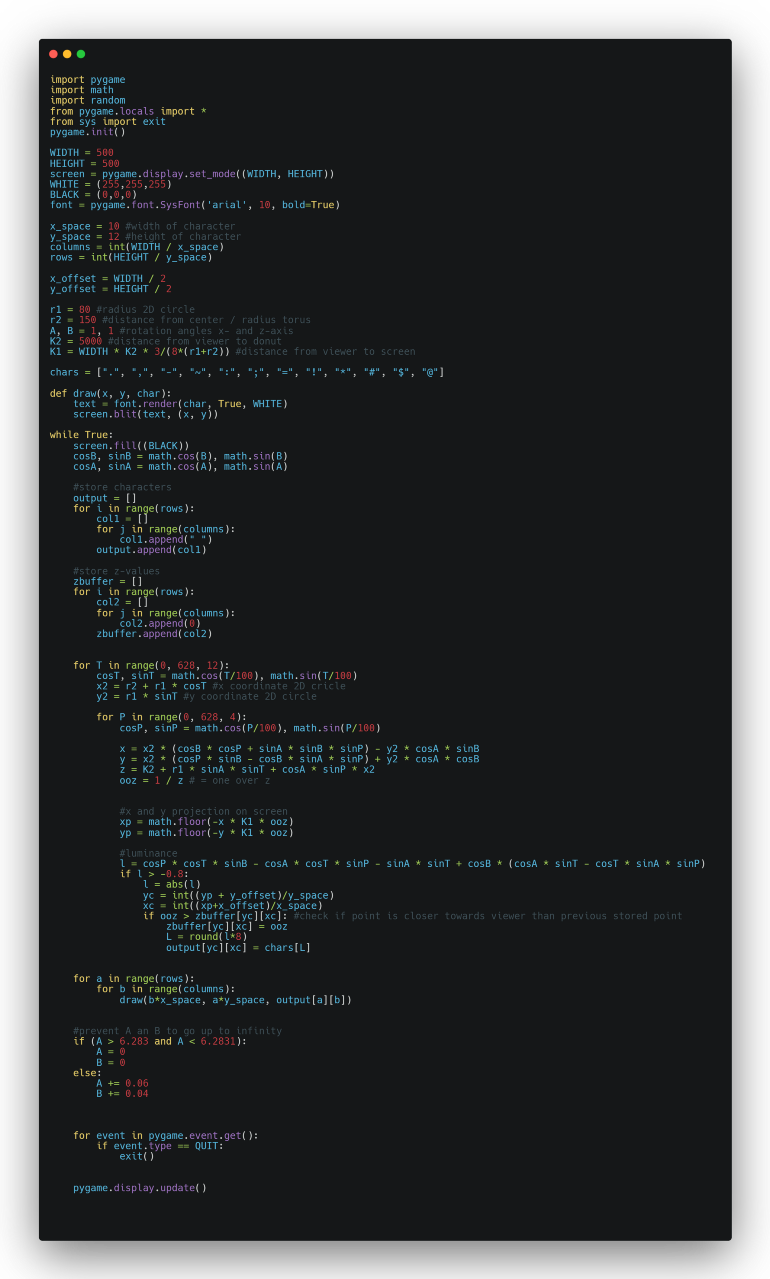 import pygame
import math
import random
from pygame.locals import *
from sys import exit
pygame.init()

WIDTH = 500
HEIGHT = 500
screen = pygame.display.set_mode((WIDTH, HEIGHT))
WHITE = (255,255,255)
BLACK = (0,0,0)
font = pygame.font.SysFont('arial', 10, bold=True)

x_space = 10 #width of character
y_space = 12 #height of character
columns = int(WIDTH / x_space)
rows = int(HEIGHT / y_space)

x_offset = WIDTH / 2
y_offset = HEIGHT / 2

r1 = 80 #radius 2D circle
r2 = 150 #distance from center / radius torus
A, B = 1, 1 #rotation angles x- and z-axis
K2 = 5000 #distance from viewer to donut
K1 = WIDTH * K2 * 3/(8*(r1+r2)) #distance from viewer to screen

chars = [".", ",", "-", "~", ":", ";", "=", "!", "*", "#", "$", "@"]

def draw(x, y, char):
    text = font.render(char, True, WHITE)
    screen.blit(text, (x, y))

while True:
    screen.fill((BLACK))
    cosB, sinB = math.cos(B), math.sin(B)
    cosA, sinA = math.cos(A), math.sin(A)

    #store characters
    output = []
    for i in range(rows):
        col1 = []
        for j in range(columns):
            col1.append(" ")
        output.append(col1)

    #store z-values
    zbuffer = []
    for i in range(rows):
        col2 = []
        for j in range(columns):
            col2.append(0)
        zbuffer.append(col2)


    for T in range(0, 628, 12):
        cosT, sinT = math.cos(T/100), math.sin(T/100)
        x2 = r2 + r1 * cosT #x coordinate 2D cricle
        y2 = r1 * sinT #y coordinate 2D circle

        for P in range(0, 628, 4):
            cosP, sinP = math.cos(P/100), math.sin(P/100)

            x = x2 * (cosB * cosP + sinA * sinB * sinP) - y2 * cosA * sinB
            y = x2 * (cosP * sinB - cosB * sinA * sinP) + y2 * cosA * cosB
            z = K2 + r1 * sinA * sinT + cosA * sinP * x2
            ooz = 1 / z # = one over z


            #x and y projection on screen
            xp = math.floor(-x * K1 * ooz)
            yp = math.floor(-y * K1 * ooz)

            #luminance
            l = cosP * cosT * sinB - cosA * cosT * sinP - sinA * sinT + cosB * (cosA * sinT - cosT * sinA * sinP)
            if l > -0.8:
                l = abs(l)
                yc = int((yp + y_offset)/y_space)
                xc = int((xp+x_offset)/x_space)
                if ooz > zbuffer[yc][xc]: #check if point is closer towards viewer than previous stored point
                    zbuffer[yc][xc] = ooz
                    L = round(l*8)
                    output[yc][xc] = chars[L]


    for a in range(rows):
        for b in range(columns):
            draw(b*x_space, a*y_space, output[a][b])


    #prevent A an B to go up to infinity
    if (A > 6.283 and A < 6.2831):
        A = 0
        B = 0
    else:
        A += 0.06
        B += 0.04



    for event in pygame.event.get():
        if event.type == QUIT:
            exit()


    pygame.display.update()